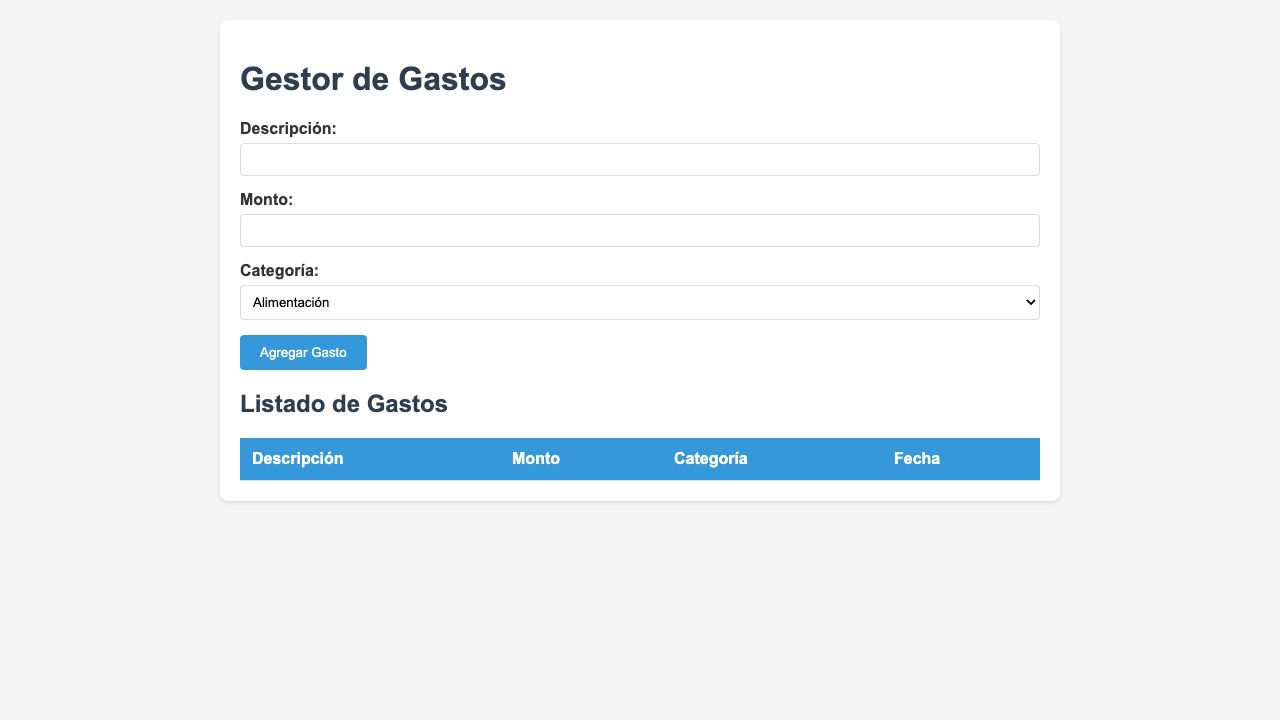 Gestor de Gastos
Descripción:
Monto:
Categoría:
Alimentación
Agregar Gasto
Listado de Gastos
Descripción Monto Categoría Fecha